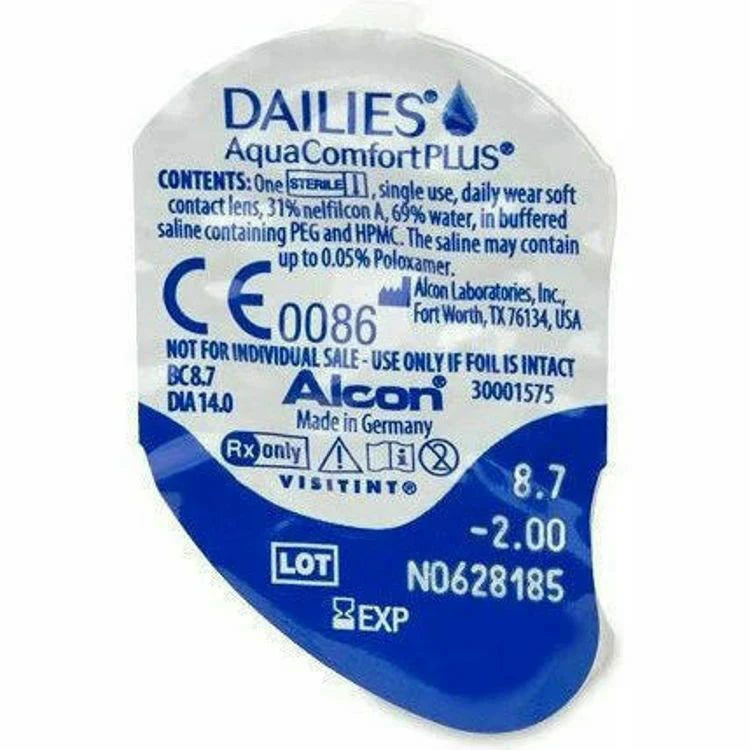 DAILIES®
AquaComfortPLUS®
CONTENTS: One STERILE , single use, daily wear soft
contact lens, 31% nelfilcon A, 69% water, in buffered
saline containing PEG and HPMC. The saline may contain
up to 0.05% Poloxamer.
CE 0086
Alcon Laboratories, Inc.,
Fort Worth, TX 76134, USA
NOT FOR INDIVIDUAL SALE - USE ONLY IF FOIL IS INTACT
BC 8.7
DIA 14.0
Alcon®
30001575
Made in Germany
Rx only
VISITINT®
8.7
-2.00
LOT
N0628185
EXP